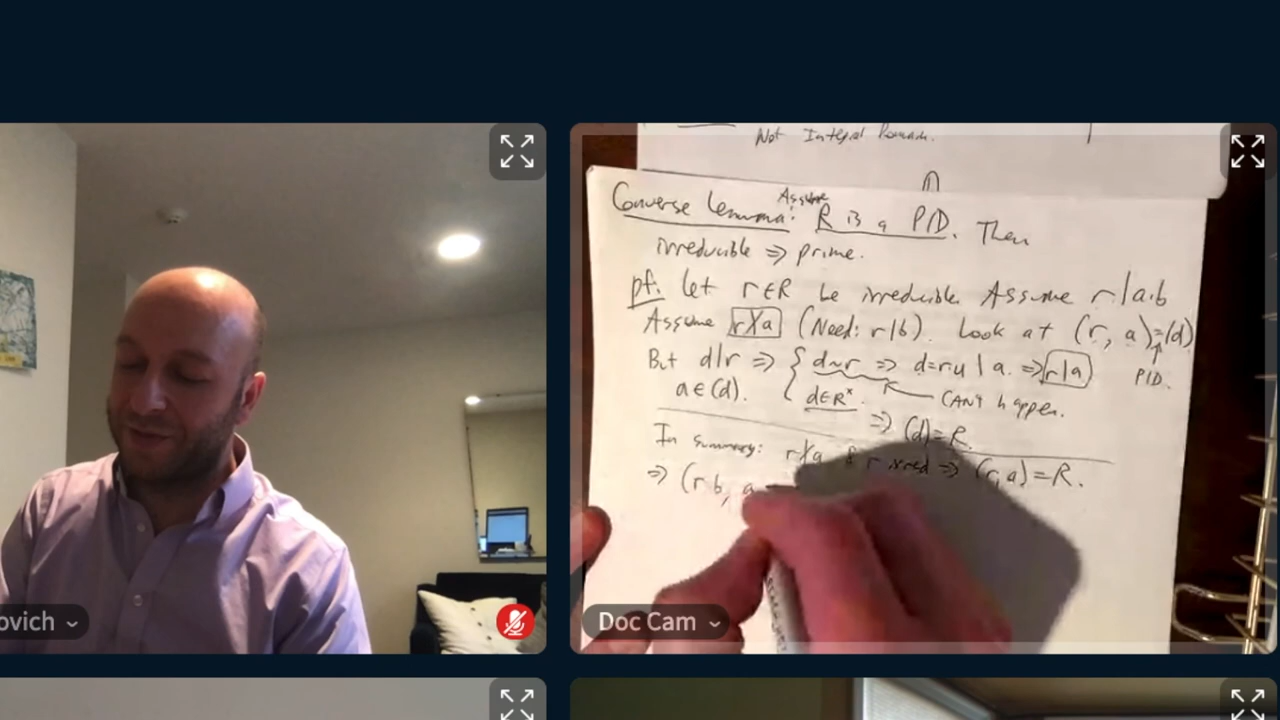 Not Integral Domain.
Converse Lemma: Assume R is a PID. Then
irreducible ⇒ prime.
pf: Let r∈R be irreducible. Assume r|a·b
Assume r∤a (Need: r|b). Look at (r, a)=(d)
PID.
But d|r ⇒ { d~r ⇒ d=ru | a. ⇒ r|a
a∈(d). d∈R^x. CAN'T happen.
⇒ (d)=R.
In summary: r∤a & r irred ⇒ (r,a)=R.
⇒ (rb, a
ovich
Doc Cam